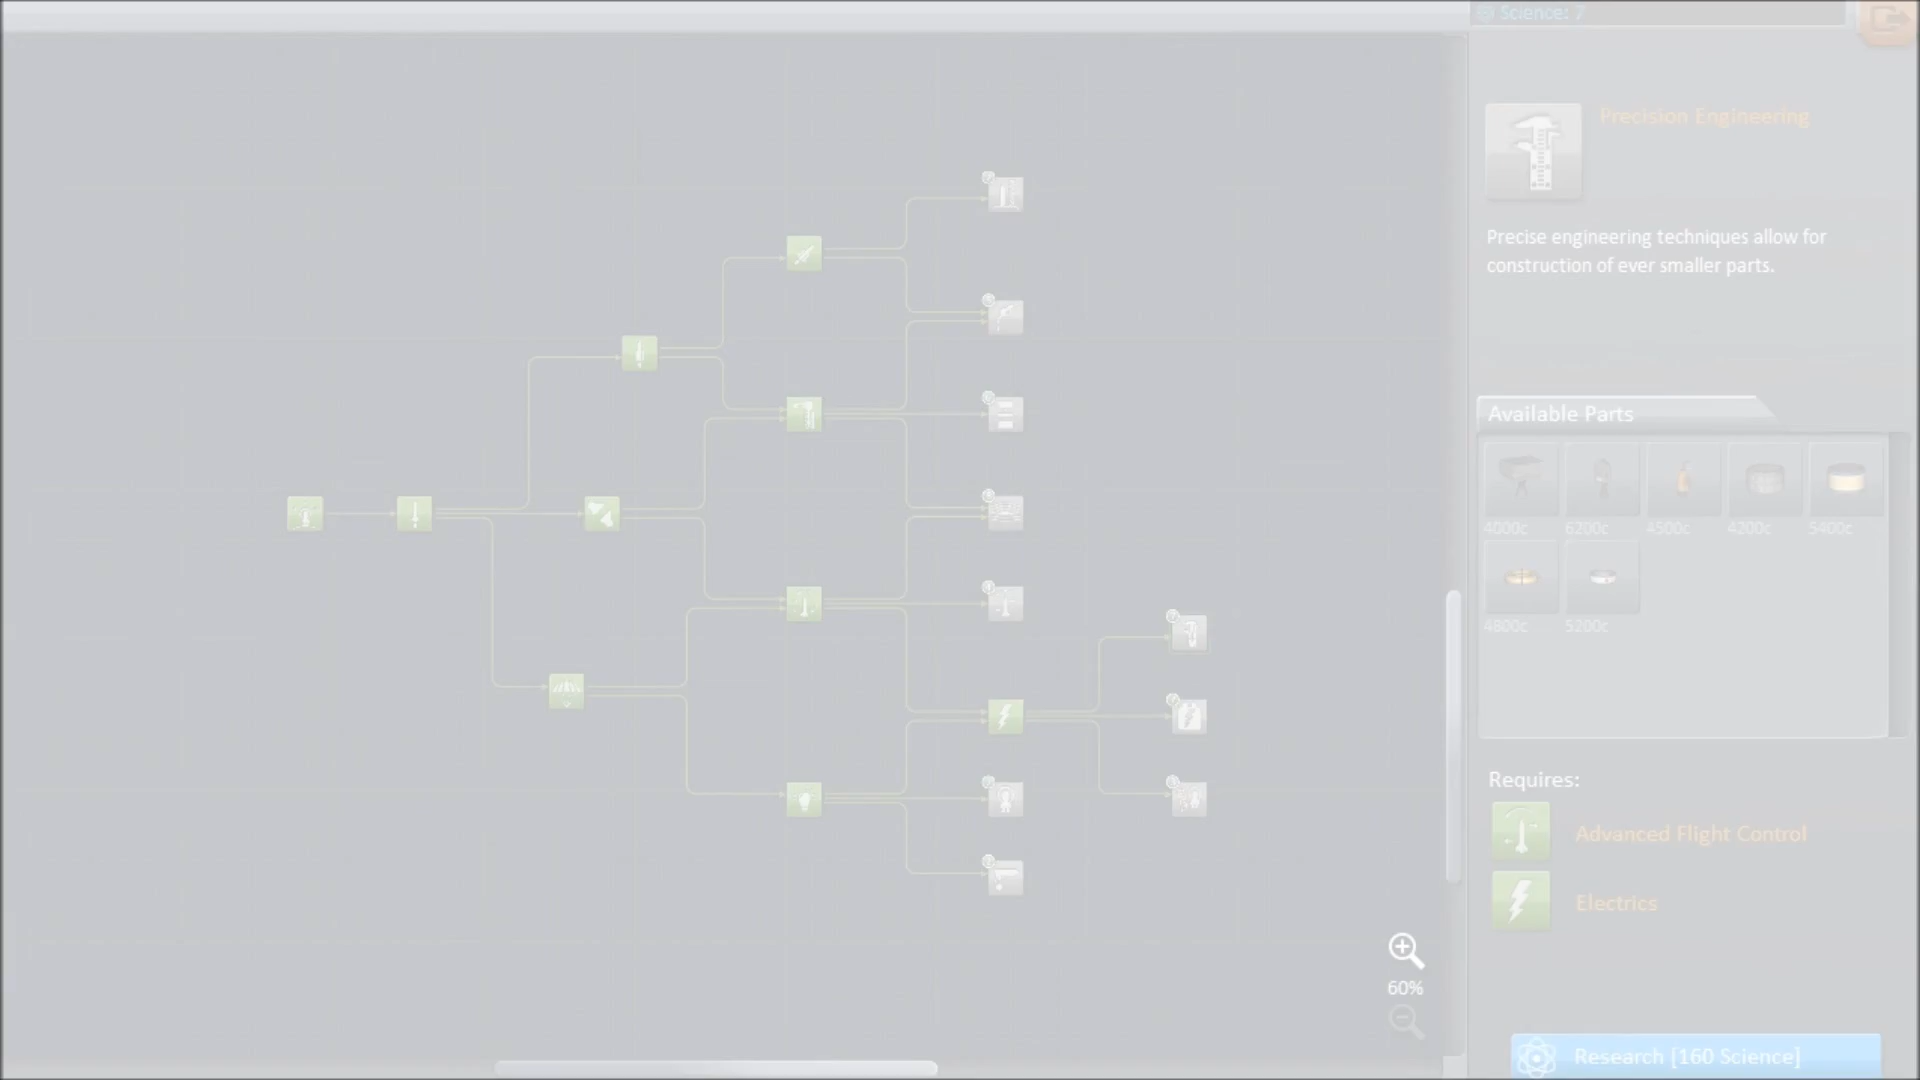 Science: 7
Precision Engineering
Precise engineering techniques allow for
construction of ever smaller parts.
Available Parts
4000c 6200c 4500c 4200c 5400c
4800c 5200c
Requires:
Advanced Flight Control
Electrics
60%
Research [160 Science]